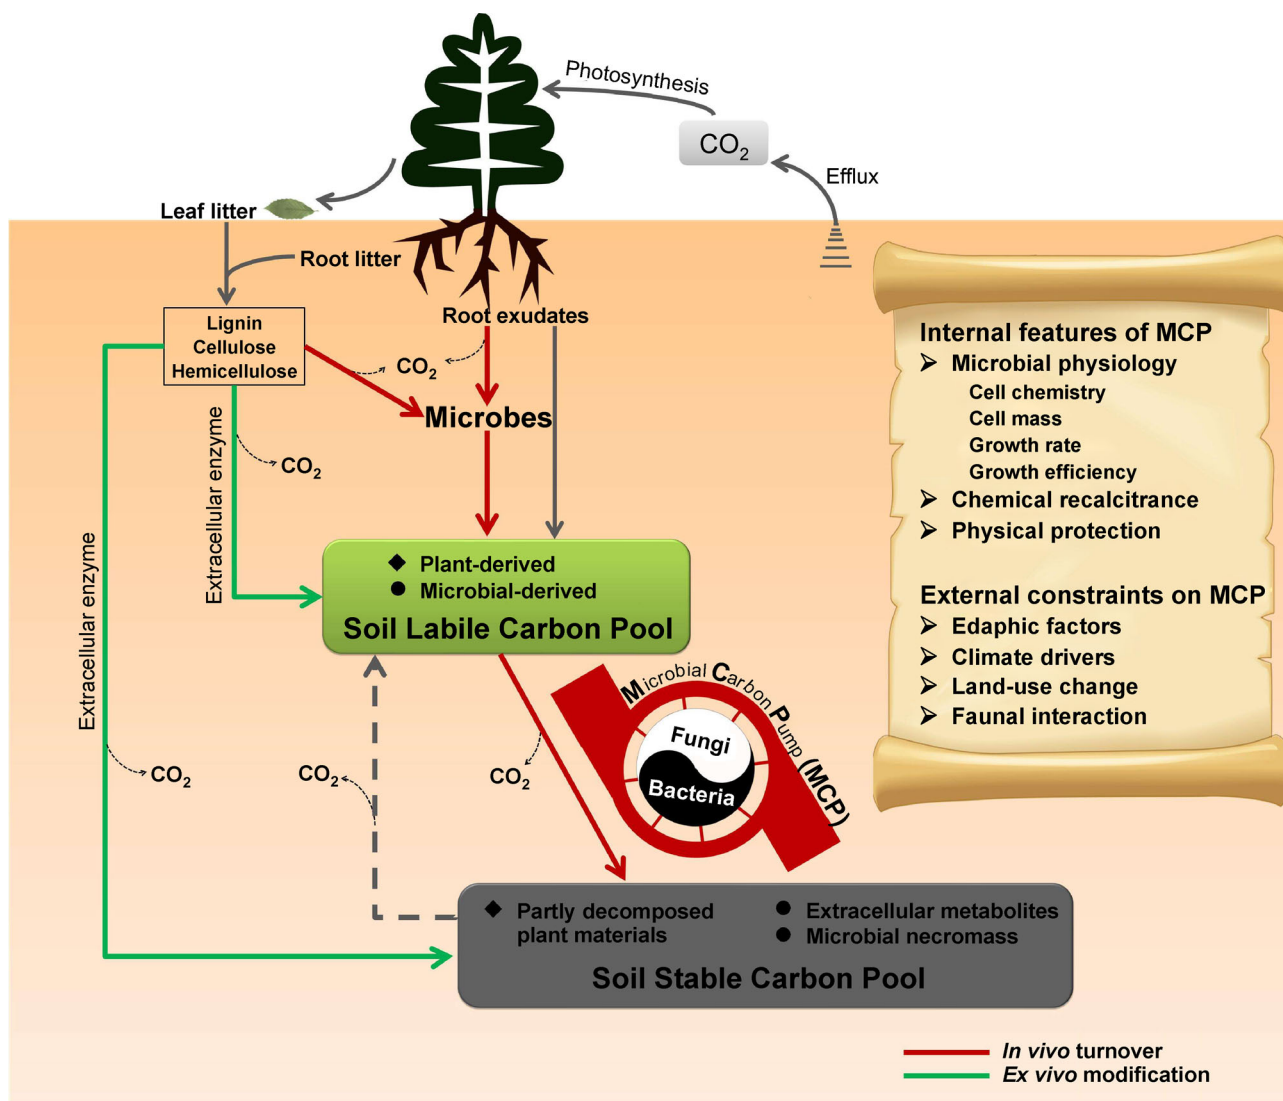 Photosynthesis
CO2
Efflux
Leaf litter
Root litter
Lignin
Cellulose
Hemicellulose
Root exudates
CO2
Microbes
Extracellular enzyme
CO2
Extracellular enzyme
CO2
◆ Plant-derived
● Microbial-derived
Soil Labile Carbon Pool
CO2
CO2
Microbial Carbon Pump (MCP)
Fungi
Bacteria
◆ Partly decomposed
plant materials
● Extracellular metabolites
● Microbial necromass
Soil Stable Carbon Pool
Internal features of MCP
➢ Microbial physiology
Cell chemistry
Cell mass
Growth rate
Growth efficiency
➢ Chemical recalcitrance
➢ Physical protection
External constraints on MCP
➢ Edaphic factors
➢ Climate drivers
➢ Land-use change
➢ Faunal interaction
In vivo turnover
Ex vivo modification